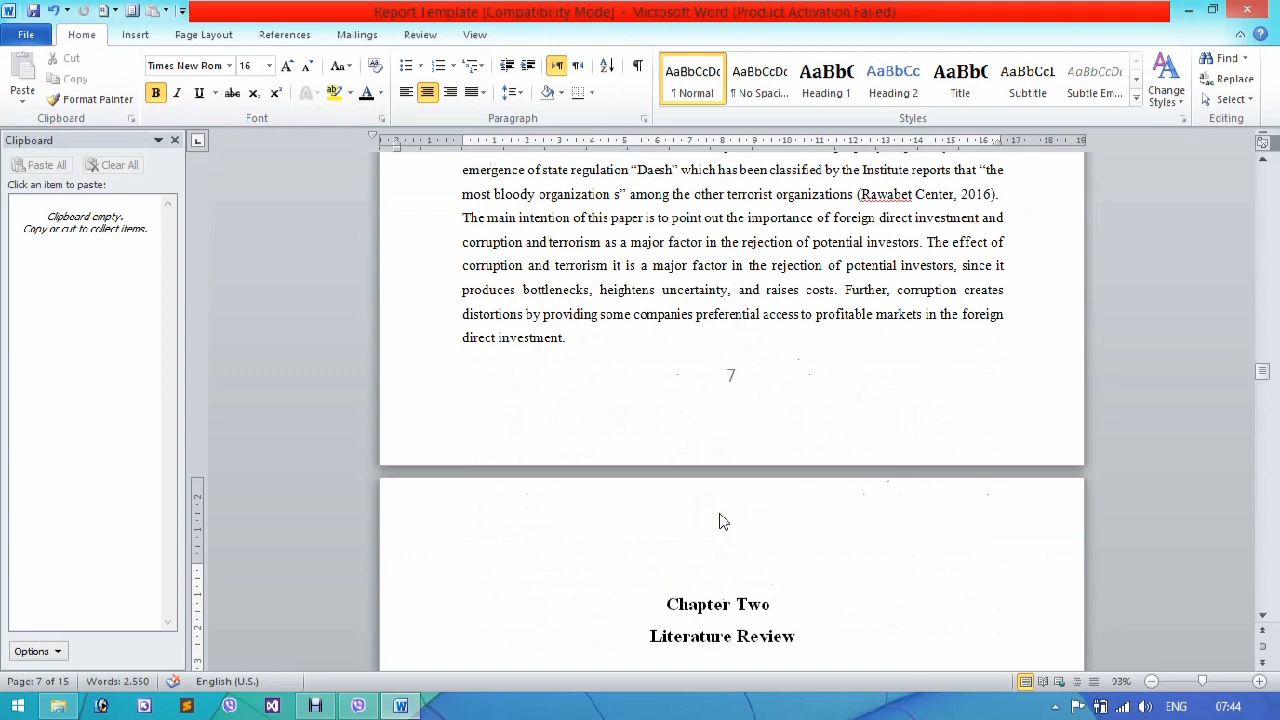 Report Template [Compatibility Mode] - Microsoft Word (Product Activation Failed)
File Home Insert Page Layout References Mailings Review View
Paste
Cut
Copy
Format Painter
Clipboard
Times New Rom 16
Font
Paragraph
AaBbCcDc AaBbCcDc AaBbC AaBbCc AaBbC AaBbCcL AaBbCcDc
¶ Normal ¶ No Spaci... Heading 1 Heading 2 Title Subtitle Subtle Em...
Change Styles
Styles
Find
Replace
Select
Editing
Clipboard
Paste All Clear All
Click an item to paste:
Clipboard empty.
Copy or cut to collect items.
Options
emergence of state regulation “Daesh” which has been classified by the Institute reports that “the
most bloody organization s” among the other terrorist organizations (Rawabet Center, 2016).
The main intention of this paper is to point out the importance of foreign direct investment and
corruption and terrorism as a major factor in the rejection of potential investors. The effect of
corruption and terrorism it is a major factor in the rejection of potential investors, since it
produces bottlenecks, heightens uncertainty, and raises costs. Further, corruption creates
distortions by providing some companies preferential access to profitable markets in the foreign
direct investment.
7
Chapter Two
Literature Review
Page: 7 of 15 Words: 2.550 English (U.S.) 93%
ENG 07:44